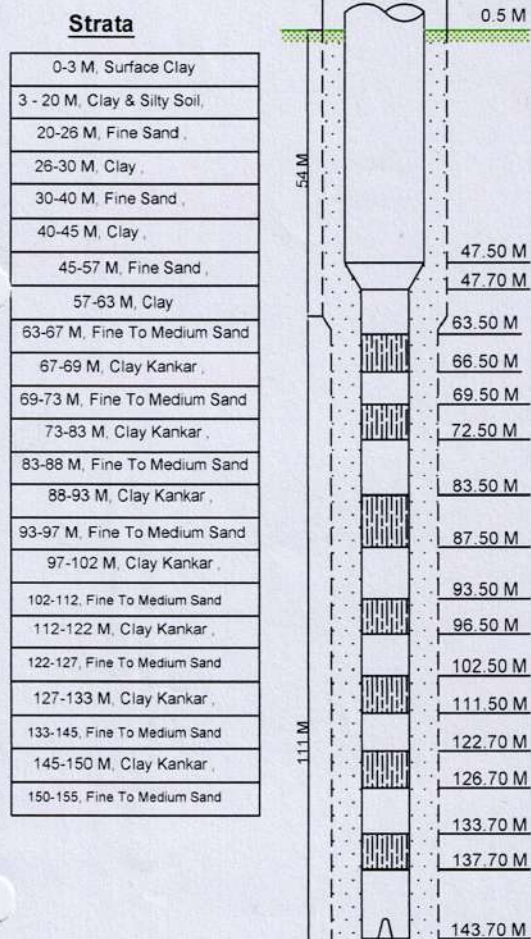 Strata
0-3 M, Surface Clay
3 - 20 M, Clay & Silty Soil,
20-26 M, Fine Sand,
26-30 M, Clay,
30-40 M, Fine Sand,
40-45 M, Clay,
45-57 M, Fine Sand,
57-63 M, Clay
63-67 M, Fine To Medium Sand
67-69 M, Clay Kankar,
69-73 M, Fine To Medium Sand
73-83 M, Clay Kankar,
83-88 M, Fine To Medium Sand
88-93 M, Clay Kankar,
93-97 M, Fine To Medium Sand
97-102 M, Clay Kankar,
102-112, Fine To Medium Sand
112-122 M, Clay Kankar,
122-127, Fine To Medium Sand
127-133 M, Clay Kankar,
133-145, Fine To Medium Sand
145-150 M, Clay Kankar,
150-155, Fine To Medium Sand
54 M
111 M
0.5 M
47.50 M
47.70 M
63.50 M
66.50 M
69.50 M
72.50 M
83.50 M
87.50 M
93.50 M
96.50 M
102.50 M
111.50 M
122.70 M
126.70 M
133.70 M
137.70 M
143.70 M